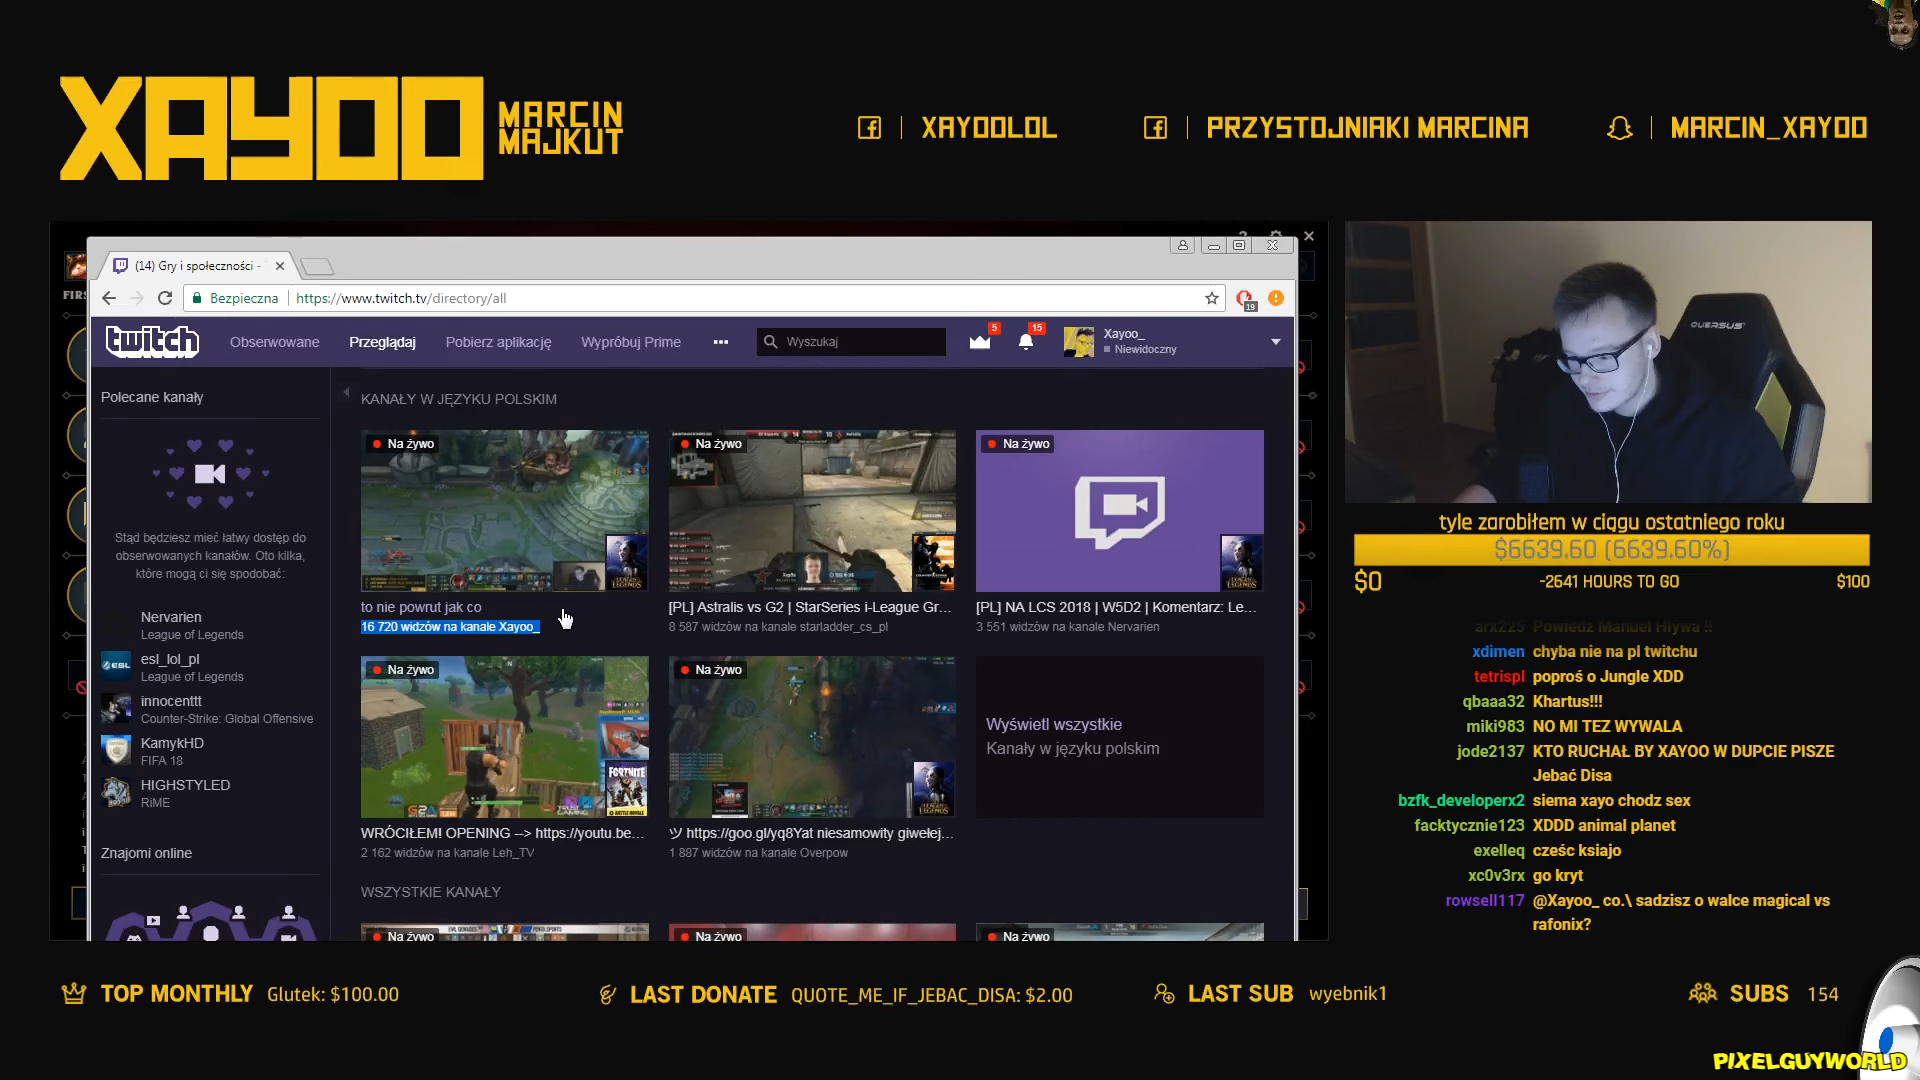 XAYOO
MARCIN
MAJKUT
XAYOOLOL
PRZYSTOJNIAKI MARCINA
MARCIN_XAYOO
(14) Gry i społeczności -
Bezpieczna
https://www.twitch.tv/directory/all
19
twitch
Obserwowane
Przeglądaj
Pobierz aplikację
Wypróbuj Prime
Wyszukaj
5
15
Xayoo_
Niewidoczny
Polecane kanały
Stąd będziesz mieć łatwy dostęp do
obserwowanych kanałów. Oto kilka,
które mogą ci się spodobać:
Nervarien
League of Legends
esl_lol_pl
League of Legends
innocenttt
Counter-Strike: Global Offensive
KamykHD
FIFA 18
HIGHSTYLED
RiME
Znajomi online
KANAŁY W JĘZYKU POLSKIM
Na żywo
Na żywo
Na żywo
to nie powrut jak co
16 720 widzów na kanale Xayoo_
[PL] Astralis vs G2 | StarSeries i-League Gr...
8 587 widzów na kanale starladder_cs_pl
[PL] NA LCS 2018 | W5D2 | Komentarz: Le...
3 551 widzów na kanale Nervarien
Na żywo
Na żywo
FORTNITE
Wyświetl wszystkie
Kanały w języku polskim
WRÓCIŁEM! OPENING --> https://youtu.be...
2 162 widzów na kanale Leh_TV
ツ https://goo.gl/yq8Yat niesamowity giwełej...
1 887 widzów na kanale Overpow
WSZYSTKIE KANAŁY
Na żywo
Na żywo
Na żywo
QUERSUS
tyle zarobiłem w ciągu ostatniego roku
$6639.60 (6639.60%)
$0
-2641 HOURS TO GO
$100
arx225 Powiedz Manuel Hlywa !!
xdimen chyba nie na pl twitchu
tetrispl poproś o Jungle XDD
qbaaa32 Khartus!!!
miki983 NO MI TEZ WYWALA
jode2137 KTO RUCHAŁ BY XAYOO W DUPCIE PISZE
Jebać Disa
bzfk_developerx2 siema xayo chodz sex
facktycznie123 XDDD animal planet
exelleq cześc ksiajo
xc0v3rx go kryt
rowsell117 @Xayoo_ co.\ sadzisz o walce magical vs
rafonix?
TOP MONTHLY Glutek: $100.00
LAST DONATE QUOTE_ME_IF_JEBAC_DISA: $2.00
LAST SUB wyebnik1
SUBS 154
PIXELGUYWORLD